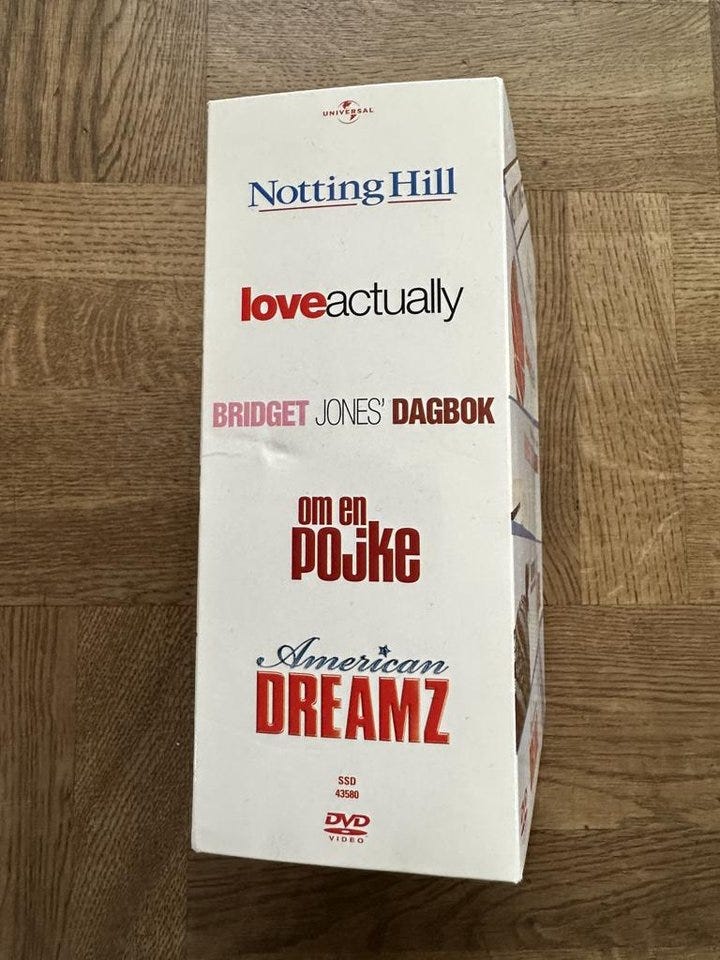 UNIVERSAL
Notting Hill
loveactually
BRIDGET JONES' DAGBOK
om en
pojke
American
DREAMZ
SSD
43580
DVD
VIDEO